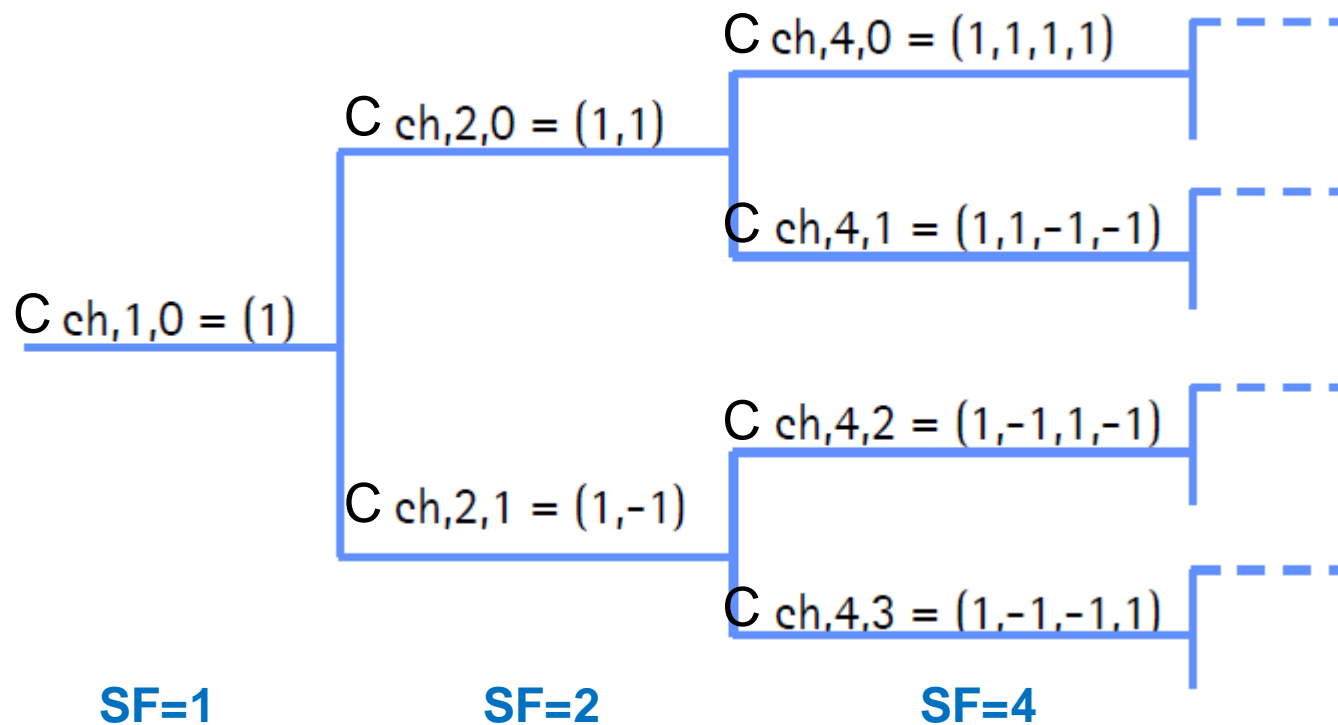 C ch,4,0 = (1,1,1,1)
C ch,2,0 = (1,1)
C ch,4,1 = (1,1,-1,-1)
C ch,1,0 = (1)
C ch,4,2 = (1,-1,1,-1)
C ch,2,1 = (1,-1)
C ch,4,3 = (1,-1,-1,1)
SF=1 SF=2 SF=4